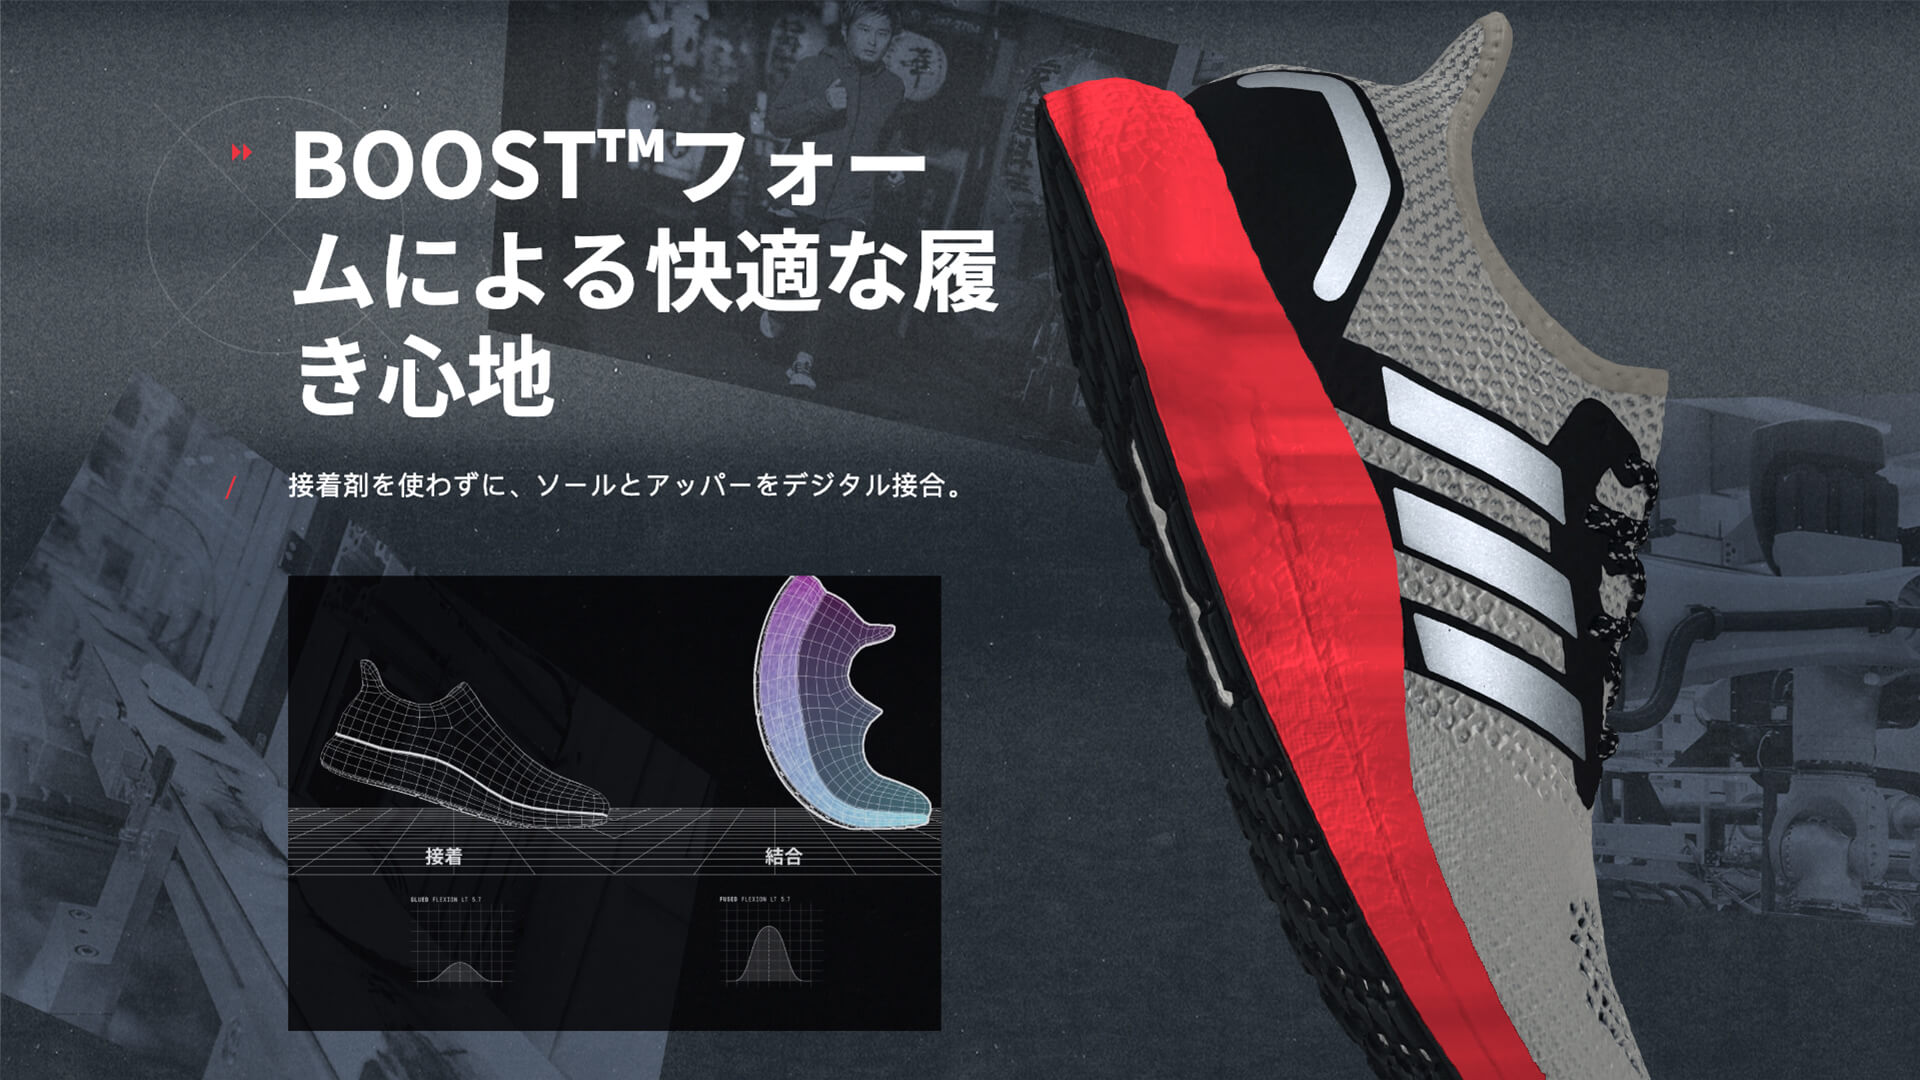 BOOST™フォー
ムによる快適な履
き心地
接着剤を使わずに、ソールとアッパーをデジタル接合。
接着
結合
GLUED FLEXION LT 5.7
FUSED FLEXION LT 5.7
華